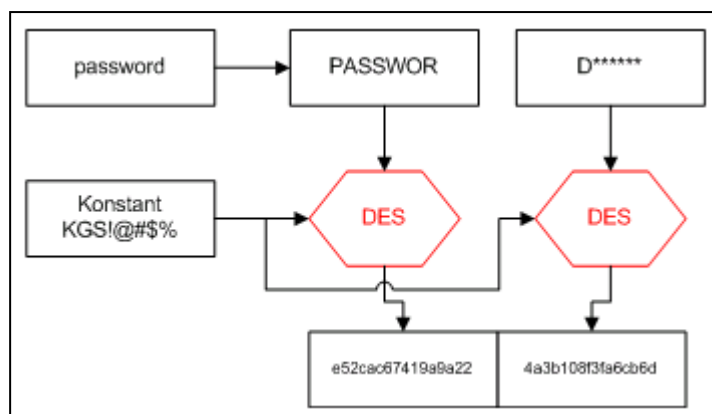 password
PASSWOR
D******
Konstant
KGS!@#$%
DES
DES
e52cac67419a9a22
4a3b108f3fa6cb6d